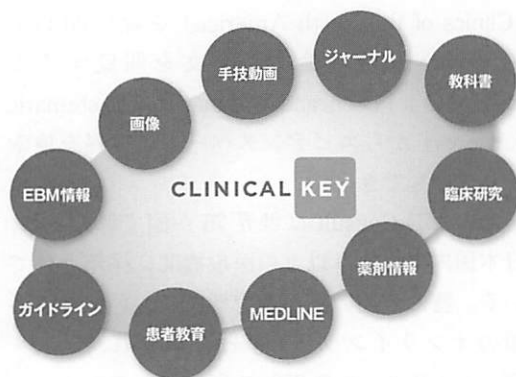 手技動画
ジャーナル
教科書
画像
EBM情報
CLINICAL KEY
臨床研究
薬剤情報
ガイドライン
患者教育
MEDLINE